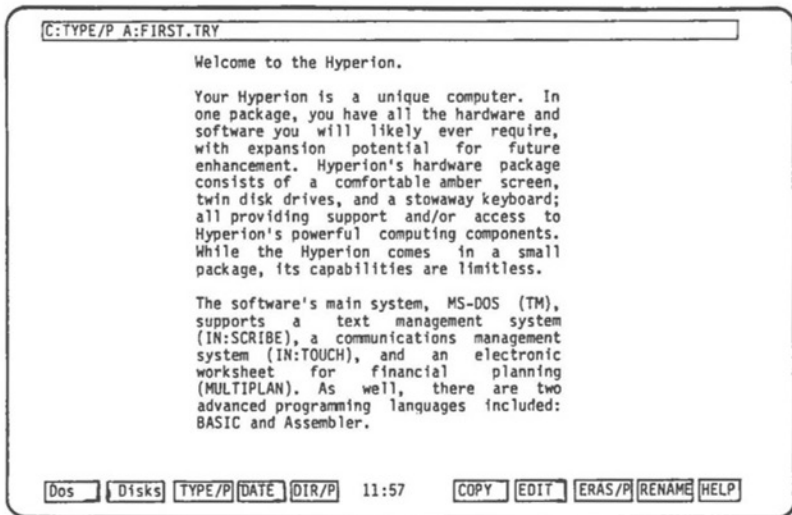 C:TYPE/P A:FIRST.TRY
Welcome to the Hyperion.
Your Hyperion is a unique computer. In
one package, you have all the hardware and
software you will likely ever require,
with expansion potential for future
enhancement. Hyperion's hardware package
consists of a comfortable amber screen,
twin disk drives, and a stowaway keyboard;
all providing support and/or access to
Hyperion's powerful computing components.
While the Hyperion comes in a small
package, its capabilities are limitless.
The software's main system, MS-DOS (TM),
supports a text management system
(IN:SCRIBE), a communications management
system (IN:TOUCH), and an electronic
worksheet for financial planning
(MULTIPLAN). As well, there are two
advanced programming languages included:
BASIC and Assembler.
Dos Disks TYPE/P DATE DIR/P 11:57 COPY EDIT ERAS/P RENAME HELP